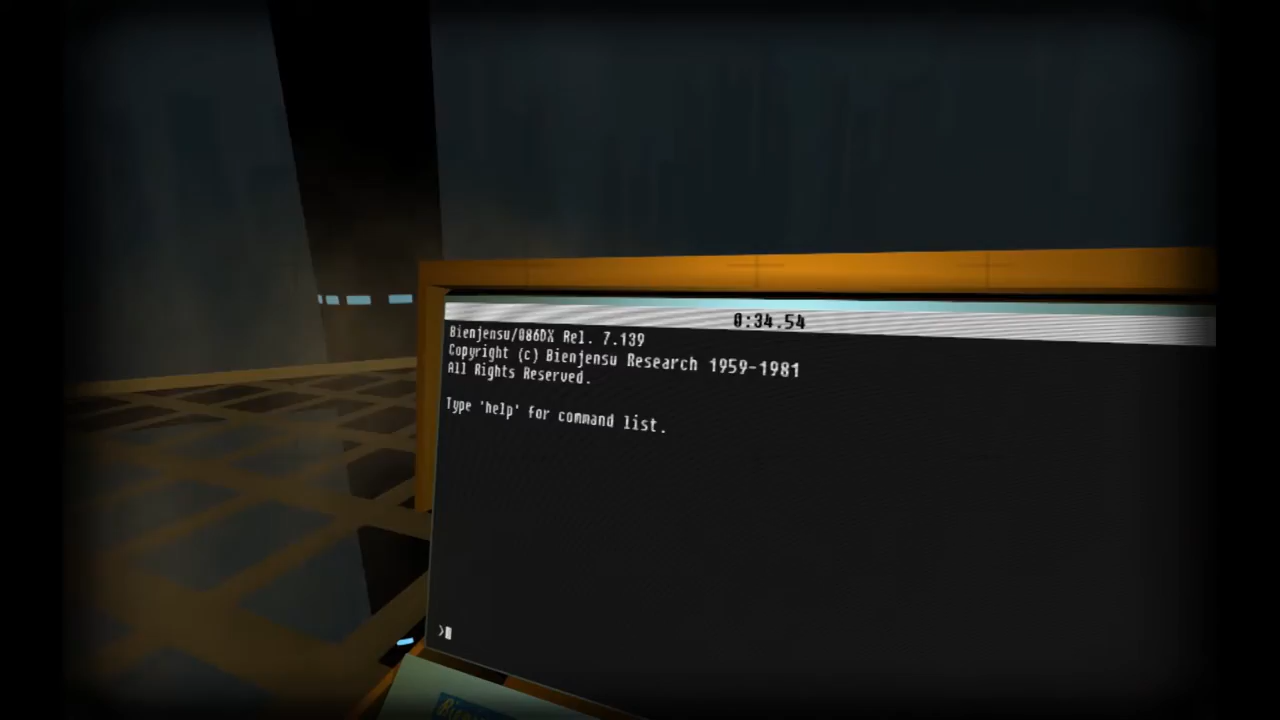 0:34.54
Bienjensu/086DX Rel. 7.139
Copyright (c) Bienjensu Research 1959-1981
All Rights Reserved.
Type 'help' for command list.
>